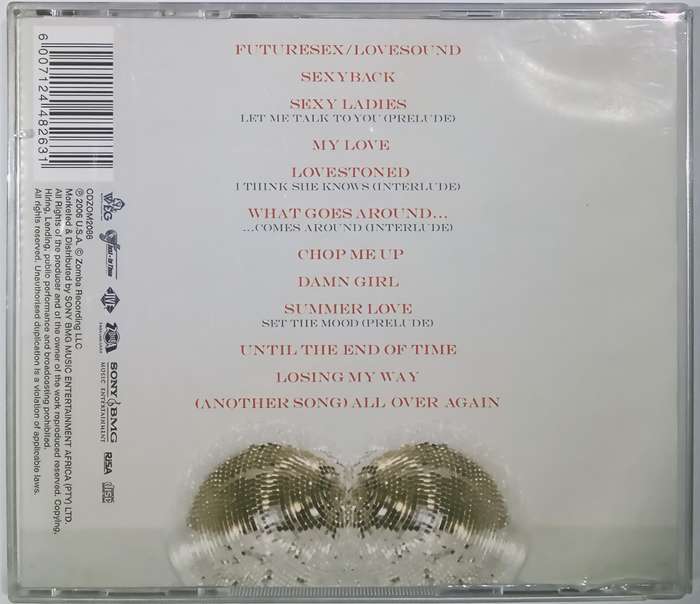 FUTURESEX/LOVESOUND
SEXYBACK
SEXY LADIES
LET ME TALK TO YOU (PRELUDE)
MY LOVE
LOVESTONED
I THINK SHE KNOWS (INTERLUDE)
WHAT GOES AROUND...
...COMES AROUND (INTERLUDE)
CHOP ME UP
DAMN GIRL
SUMMER LOVE
SET THE MOOD (PRELUDE)
UNTIL THE END OF TIME
LOSING MY WAY
(ANOTHER SONG) ALL OVER AGAIN
6007124482631
CDZOM2088
℗ 2006 U.S.A. © Zomba Recording LLC
Marketed & Distributed by SONY BMG MUSIC ENTERTAINMENT AFRICA (PTY) LTD.
All Rights of the producer and of the owner of the work reproduced reserved. Copying,
Hiring, Lending, public performance and broadcasting prohibited.
All rights reserved. Unauthorised duplication is a violation of applicable laws.
SONY BMG
MUSIC ENTERTAINMENT
RiSA